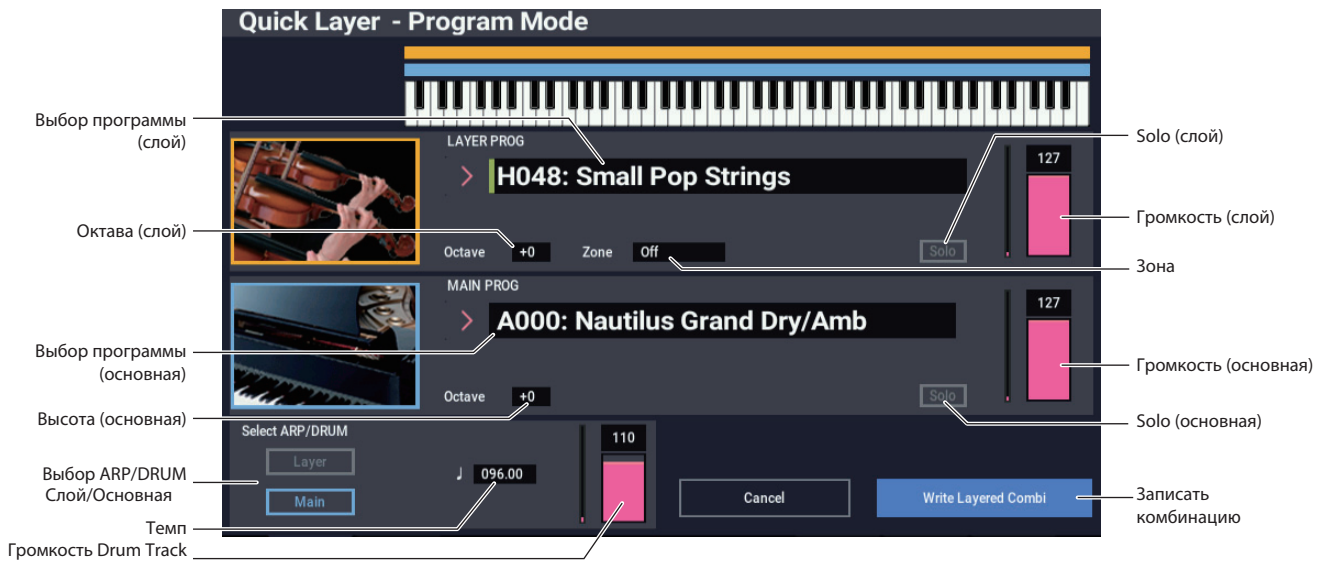 Quick Layer - Program Mode
Выбор программы
(слой)
LAYER PROG
H048: Small Pop Strings
Solo (слой)
127
Громкость (слой)
Октава (слой)
Octave +0 Zone Off Solo
Зона
MAIN PROG
A000: Nautilus Grand Dry/Amb
127
Выбор программы
(основная)
Громкость (основная)
Octave +0 Solo
Высота (основная)
Solo (основная)
Select ARP/DRUM
110
Layer
096.00
Выбор ARP/DRUM
Слой/Основная
Main
Cancel
Write Layered Combi
Записать
комбинацию
Темп
Громкость Drum Track